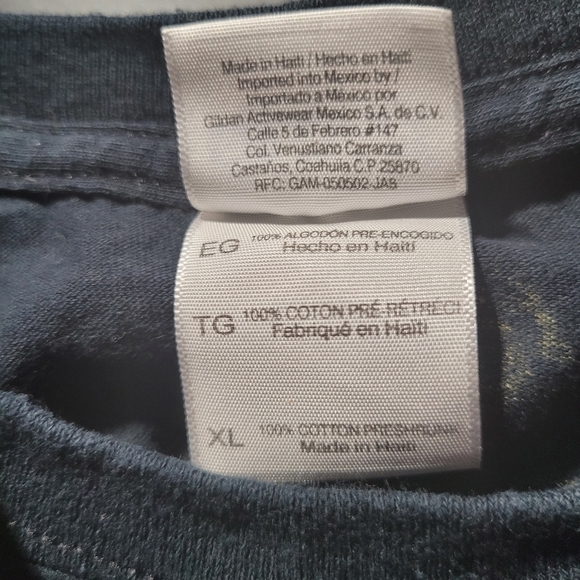 Made in Haiti / Hecho en Haití
Imported into Mexico by /
Importado a México por
Gildan Activewear Mexico S.A. de C.V.
Calle 5 de Febrero #147
Col. Venustiano Carranza
Castaños, Coahuila C.P. 25870
RFC: GAM-050502-JA8
EG 100% ALGODÓN PRE-ENCOGIDO
Hecho en Haití
TG 100% COTON PRÉ-RÉTRÉCI
Fabriqué en Haïti
XL 100% COTTON PRESHRUNK
Made in Haiti